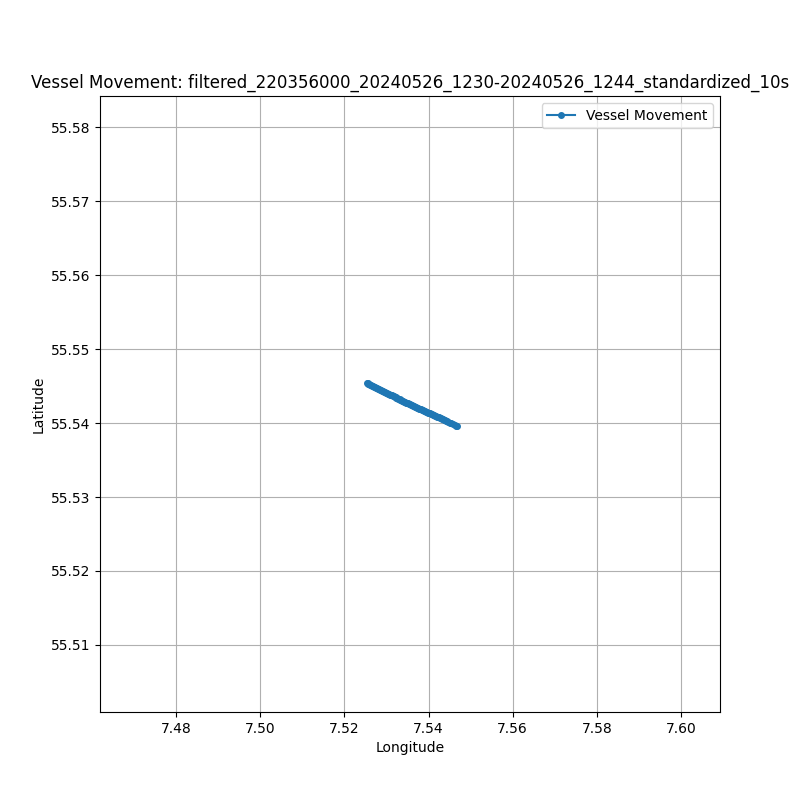 Vessel Movement: filtered_220356000_20240526_1230-20240526_1244_standardized_10s
Vessel Movement
55.58
55.57
55.56
55.55
55.54
55.53
55.52
55.51
Latitude
7.48 7.50 7.52 7.54 7.56 7.58 7.60
Longitude